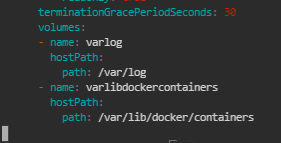 terminationGracePeriodSeconds: 30
volumes:
- name: varlog
  hostPath:
    path: /var/log
- name: varlibdockercontainers
  hostPath:
    path: /var/lib/docker/containers